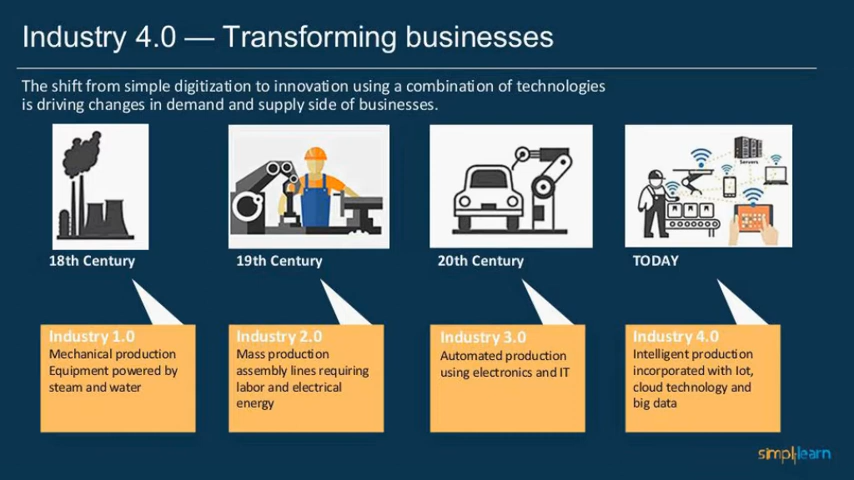 Industry 4.0 — Transforming businesses
The shift from simple digitization to innovation using a combination of technologies
is driving changes in demand and supply side of businesses.
Servers
18th Century
19th Century
20th Century
TODAY
Industry 1.0
Mechanical production
Equipment powered by
steam and water
Industry 2.0
Mass production
assembly lines requiring
labor and electrical
energy
Industry 3.0
Automated production
using electronics and IT
Industry 4.0
Intelligent production
incorporated with Iot,
cloud technology and
big data
simplilearn